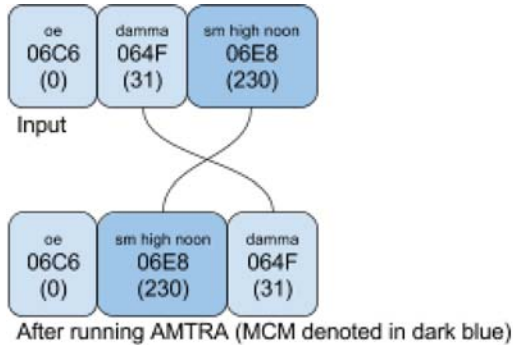 oe damma sm high noon
06C6 064F 06E8
(0) (31) (230)
Input
oe sm high noon damma
06C6 06E8 064F
(0) (230) (31)
After running AMTRA (MCM denoted in dark blue)